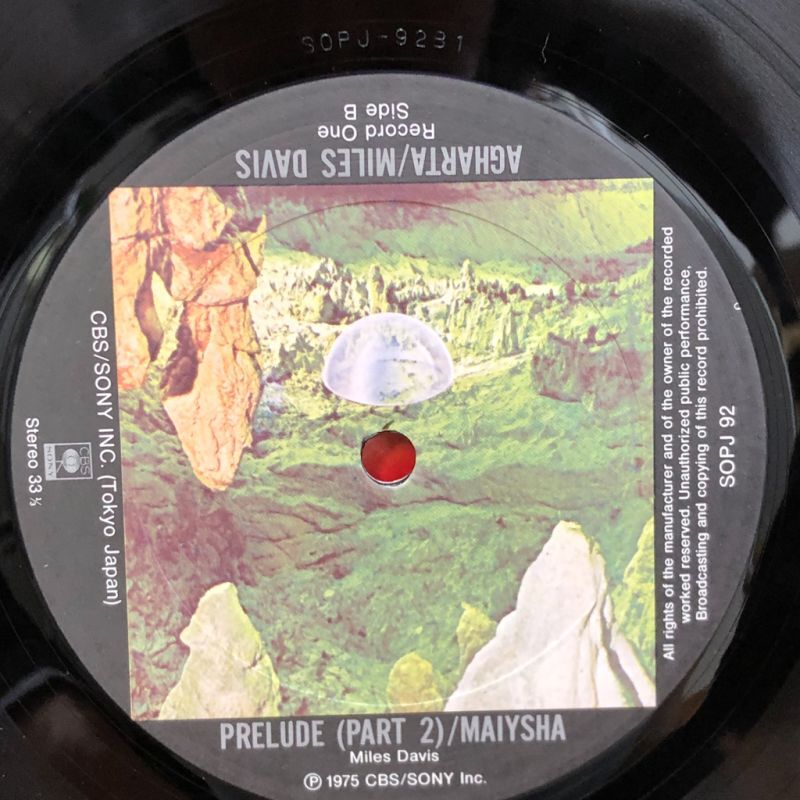 SOPJ-92B1
AGHARTA/MILES DAVIS
Record One
Side B
CBS/SONY INC. (Tokyo Japan)
CBS
SONY
Stereo 33⅓
All rights of the manufacturer and of the owner of the recorded
worked reserved. Unauthorized public performance,
Broadcasting and copying of this record prohibited.
SOPJ 92
PRELUDE (PART 2)/MAIYSHA
Miles Davis
℗ 1975 CBS/SONY Inc.